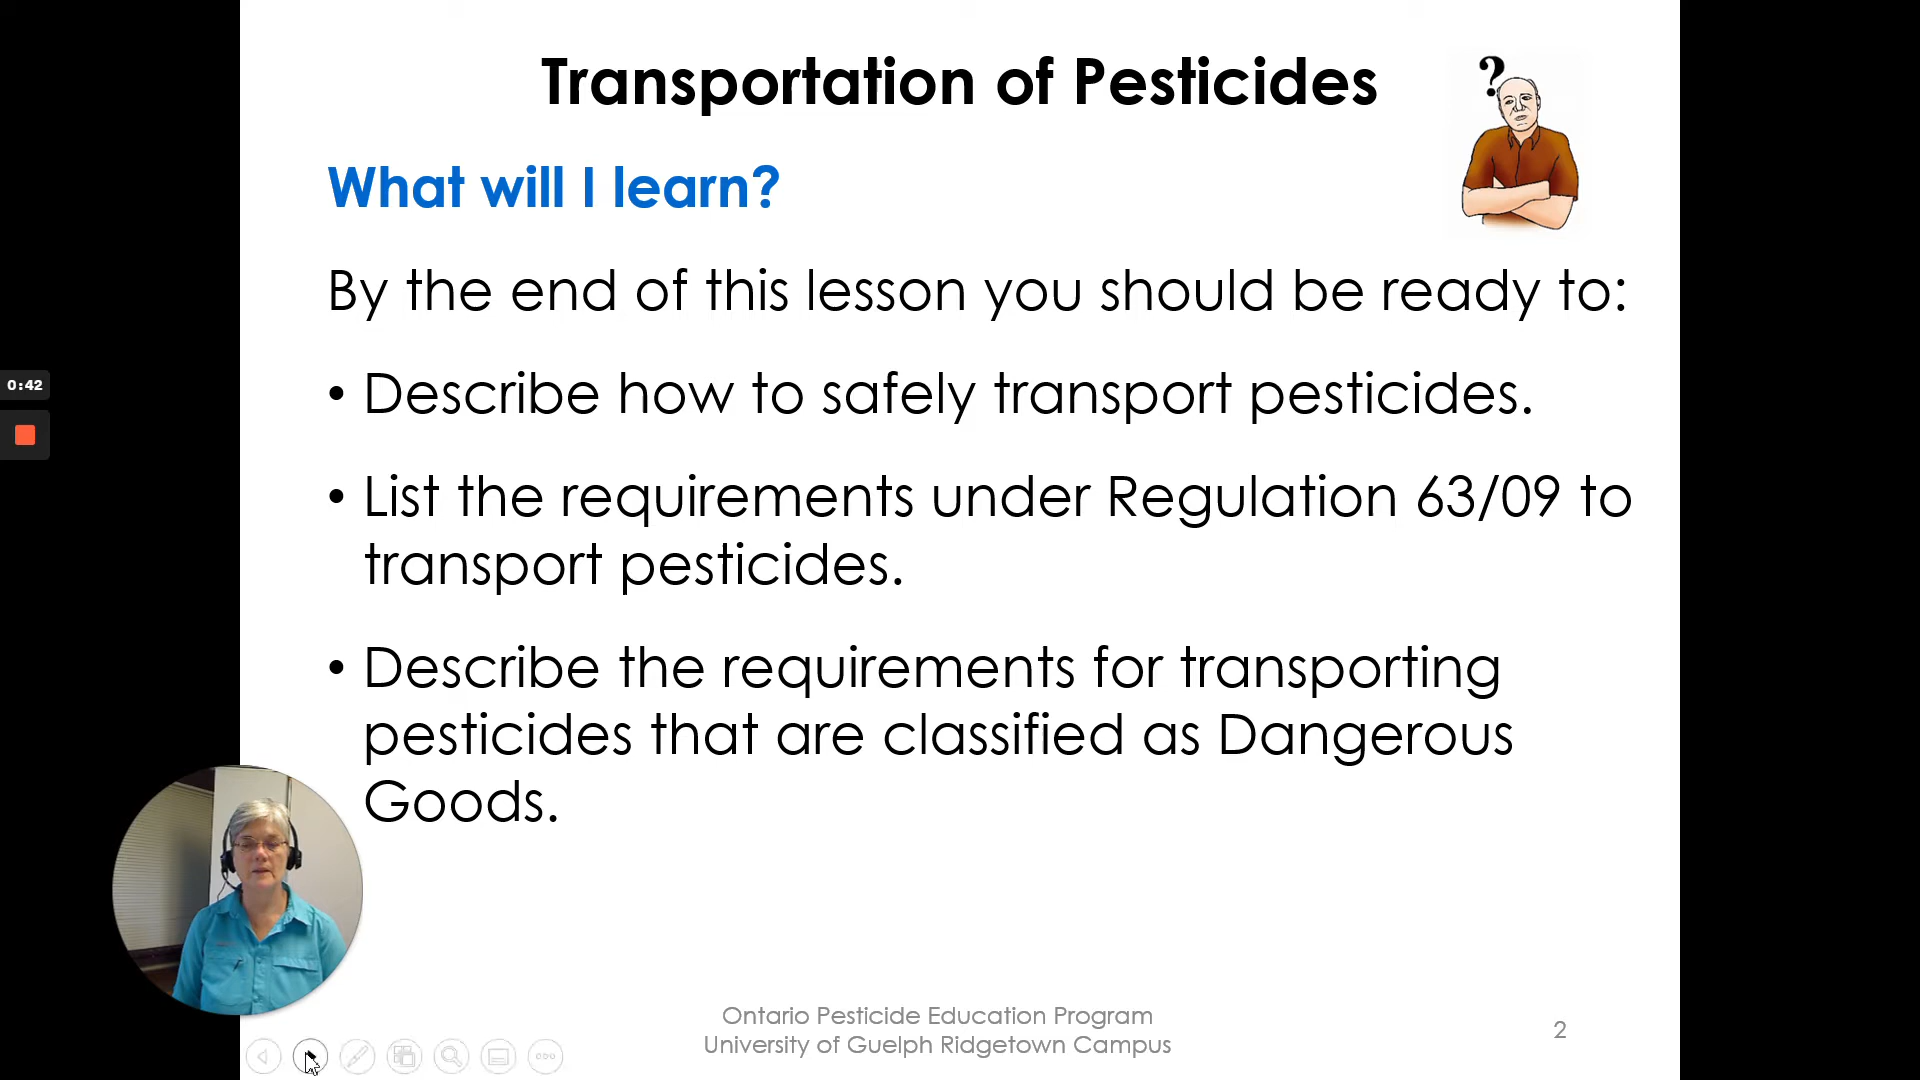 Transportation of Pesticides
?
What will I learn?
By the end of this lesson you should be ready to:
• Describe how to safely transport pesticides.
0:42
• List the requirements under Regulation 63/09 to
transport pesticides.
• Describe the requirements for transporting
pesticides that are classified as Dangerous
Goods.
Ontario Pesticide Education Program
University of Guelph Ridgetown Campus
2